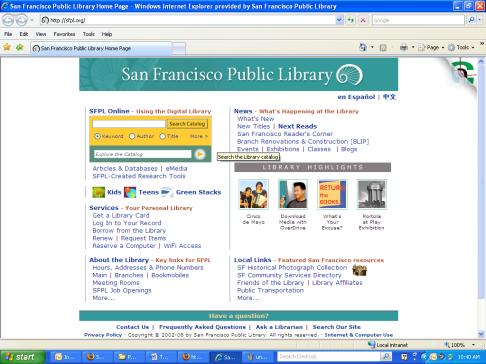 San Francisco Public Library Home Page - Windows Internet Explorer provided by San Francisco Public Library
http://sfpl.org/
Google
File Edit View Favorites Tools Help
San Francisco Public Library Home Page
Page Tools
San Francisco Public Library
en Español | 中文
SFPL Online - Using the Digital Library
Search Catalog
Keyword Author Title More >
Explore the Catalog
Search the Library catalog
Articles & Databases | eMedia
SFPL-Created Research Tools
Kids Teens Green Stacks
Services - Your Personal Library
Get a Library Card
Log In to Your Record
Borrow from the Library
Renew | Request Items
Reserve a Computer | WiFi Access
About the Library - Key links for SFPL
Hours, Addresses & Phone Numbers
Main | Branches | Bookmobiles
Meeting Rooms
SFPL Job Openings
More...
News - What's Happening at the Library
What's New
New Titles | Next Reads
San Francisco Reader's Corner
Branch Renovations & Construction [BLIP]
Events | Exhibitions | Classes | Blogs
LIBRARY HIGHLIGHTS
RETURN the BOOKS
Cinco de Mayo
Download Media with OverDrive
What's Your Excuse?
Portola at Play Exhibition
Local Links - Featured San Francisco resources
SF Historical Photograph Collection
SF Community Services Directory
Friends of the Library | Library Affiliates
Public Transportation
More...
Have a question?
Contact Us | Frequently Asked Questions | Ask a Librarian | Search Our Site
Privacy Policy - Copyright © 2002-08 by San Francisco Public Library. All rights reserved. - Internet & Computer Use
Local intranet
100%
start
Search Desktop
10:40 AM